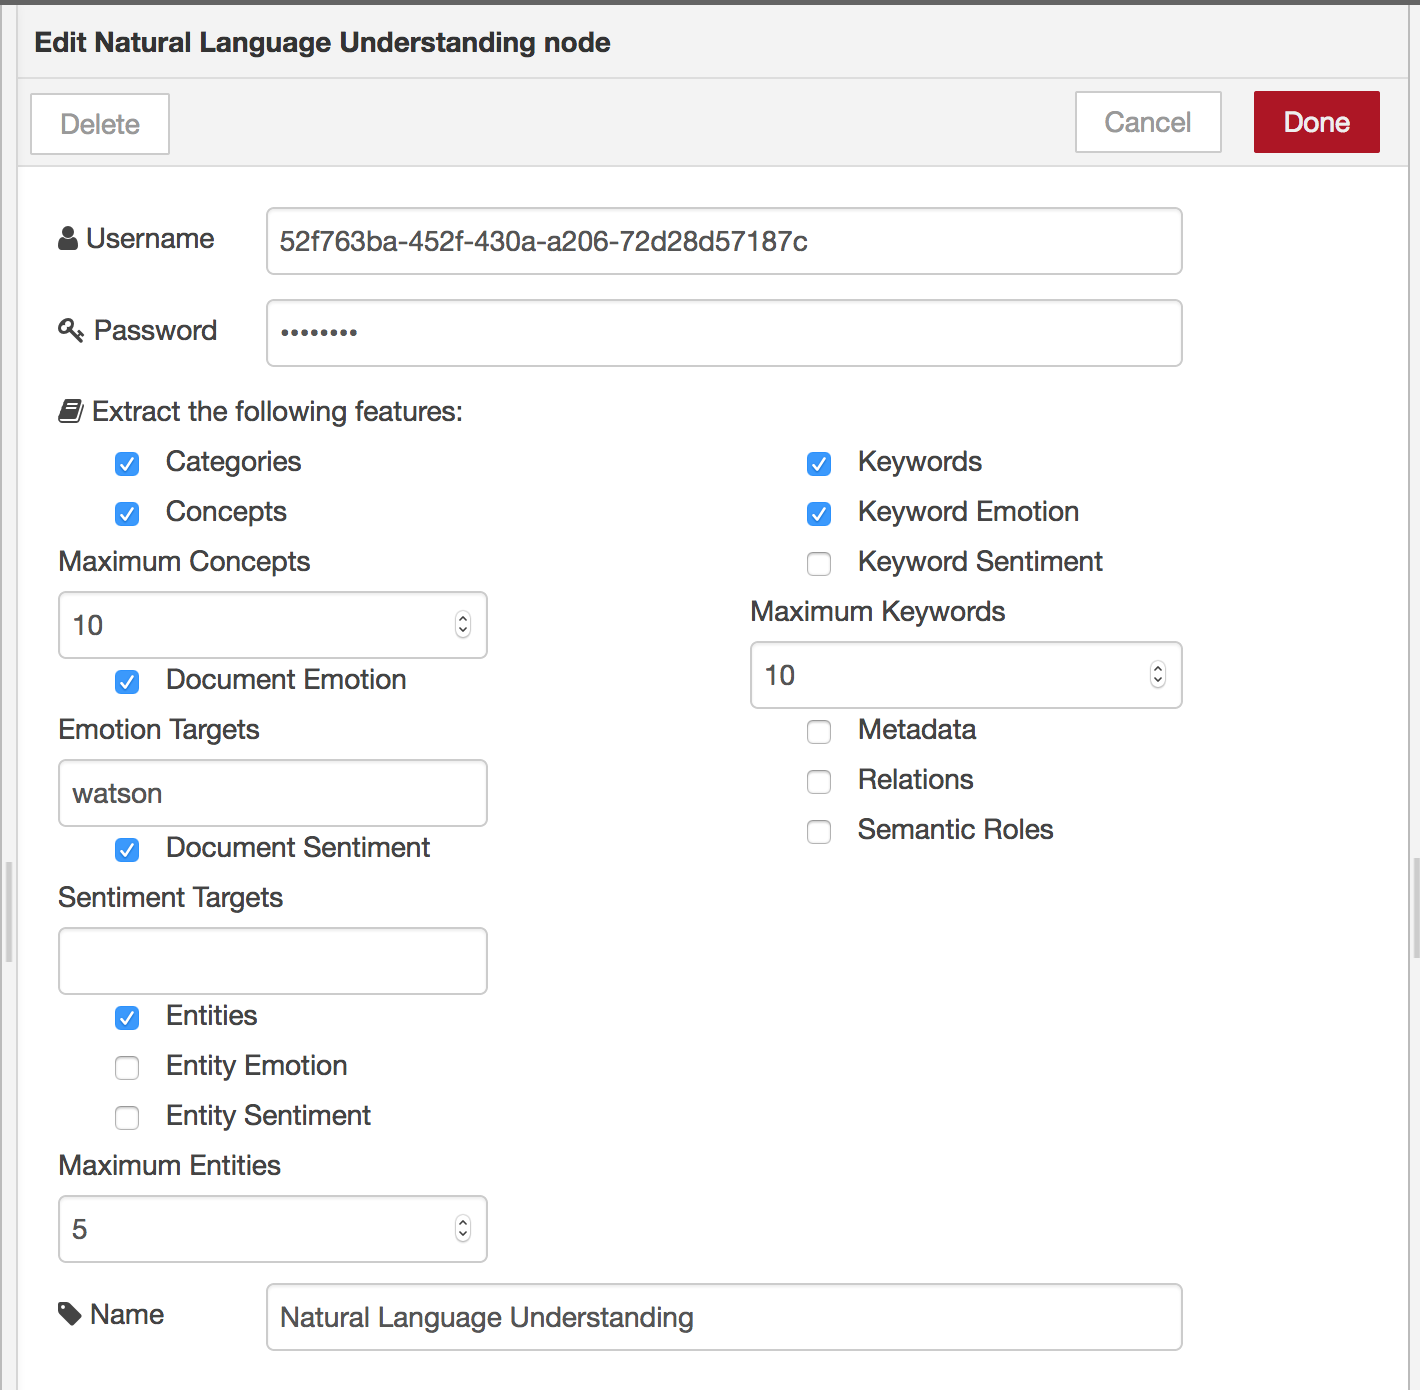 Edit Natural Language Understanding node
Delete
Cancel
Done
Username
52f763ba-452f-430a-a206-72d28d57187c
Password
••••••••
Extract the following features:
Categories
Concepts
Maximum Concepts
10
Document Emotion
Emotion Targets
watson
Document Sentiment
Sentiment Targets
Entities
Entity Emotion
Entity Sentiment
Maximum Entities
5
Keywords
Keyword Emotion
Keyword Sentiment
Maximum Keywords
10
Metadata
Relations
Semantic Roles
Name
Natural Language Understanding